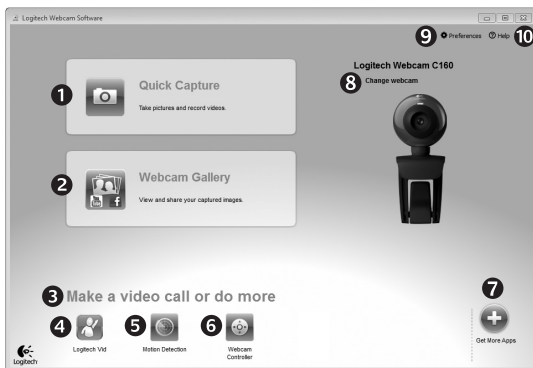 Logitech Webcam Software
9 Preferences Help 10
Logitech Webcam C160
8 Change webcam
1 Quick Capture
Take pictures and record videos.
2 Webcam Gallery
View and share your captured images.
You Tube f
3 Make a video call or do more
4 5 6 7
Logitech Vid
Motion Detection
Webcam
Controller
Get More Apps
Logitech